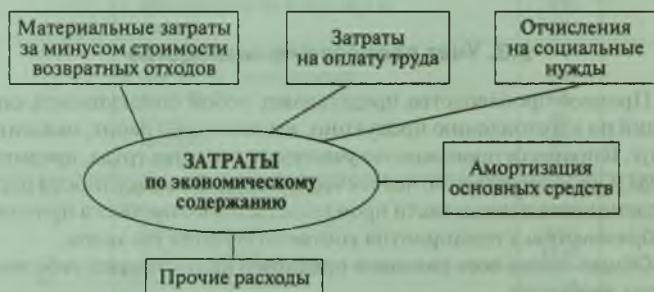 Материальные затраты
за минусом стоимости
возвратных отходов
Затраты
на оплату труда
Отчисления
на социальные
нужды
ЗАТРАТЫ
по экономическому
содержанию
Амортизация
основных средств
Прочие расходы